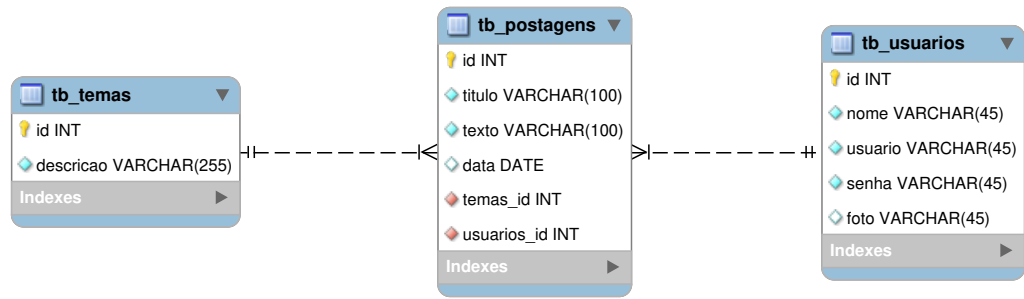 tb_temas
id INT
descricao VARCHAR(255)
Indexes
tb_postagens
id INT
titulo VARCHAR(100)
texto VARCHAR(100)
data DATE
temas_id INT
usuarios_id INT
Indexes
tb_usuarios
id INT
nome VARCHAR(45)
usuario VARCHAR(45)
senha VARCHAR(45)
foto VARCHAR(45)
Indexes